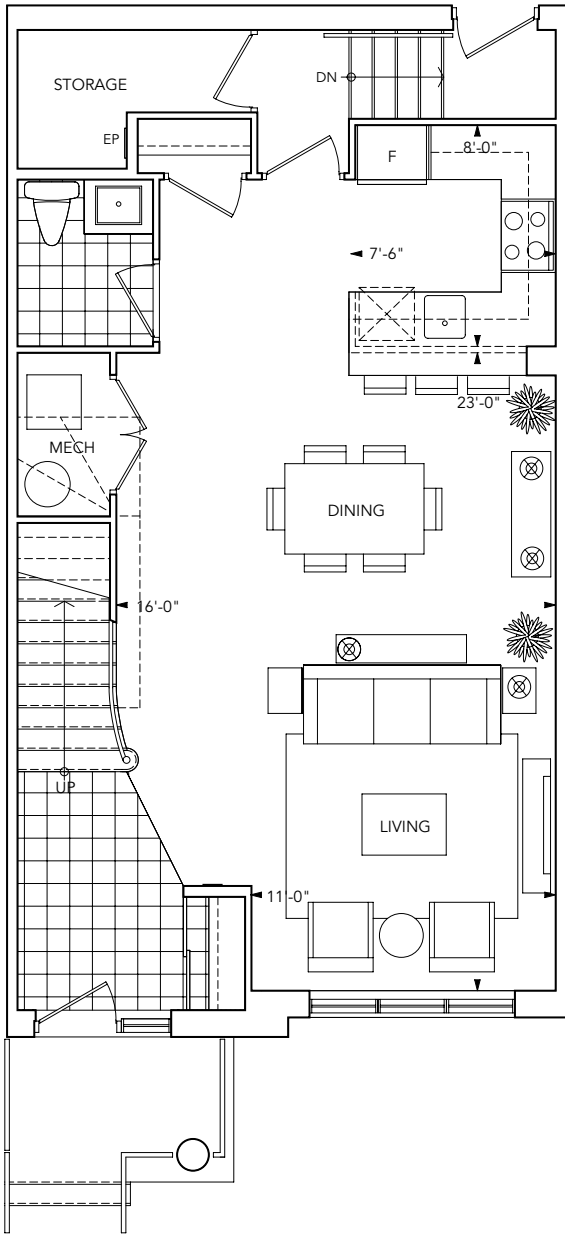 STORAGE
DN
EP
F
8'-0"
7'-6"
23'-0"
MECH
DINING
16'-0"
UP
LIVING
11'-0"